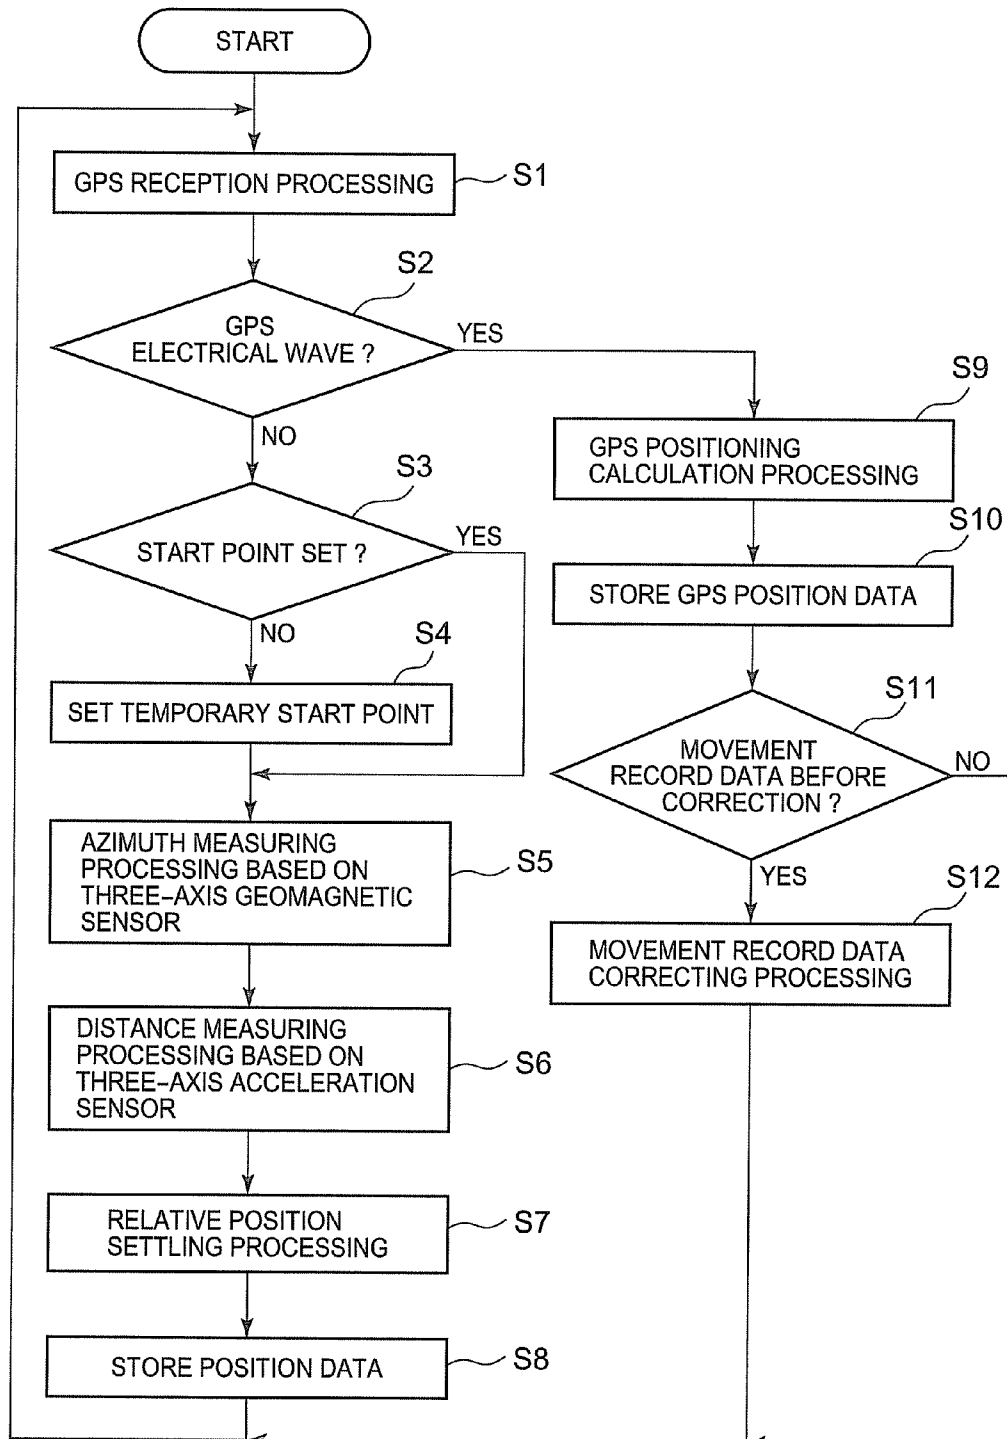 START
GPS RECEPTION PROCESSING
S1
S2
GPS
ELECTRICAL WAVE ?
YES
NO
S3
START POINT SET ?
YES
NO
S4
SET TEMPORARY START POINT
AZIMUTH MEASURING
PROCESSING BASED ON
THREE-AXIS GEOMAGNETIC
SENSOR
S5
DISTANCE MEASURING
PROCESSING BASED ON
THREE-AXIS ACCELERATION
SENSOR
S6
RELATIVE POSITION
SETTLING PROCESSING
S7
STORE POSITION DATA
S8
S9
GPS POSITIONING
CALCULATION PROCESSING
S10
STORE GPS POSITION DATA
S11
MOVEMENT
RECORD DATA BEFORE
CORRECTION ?
NO
YES
S12
MOVEMENT RECORD DATA
CORRECTING PROCESSING